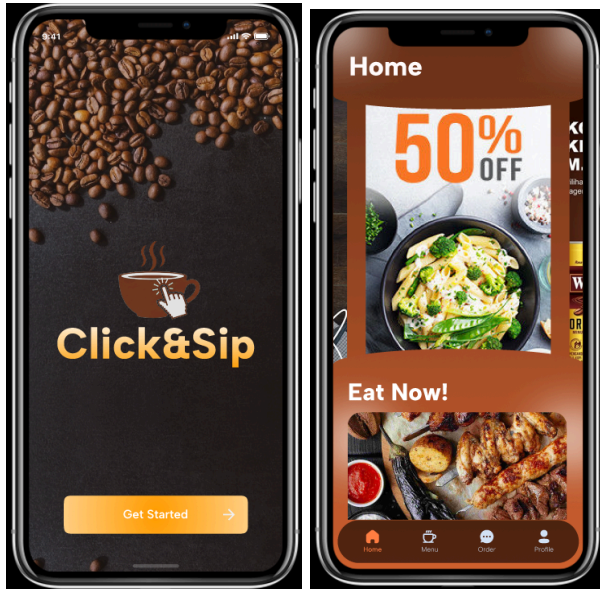 9:41
Click&Sip
Get Started
Home
50%
OFF
Eat Now!
Home
Menu
Order
Profile